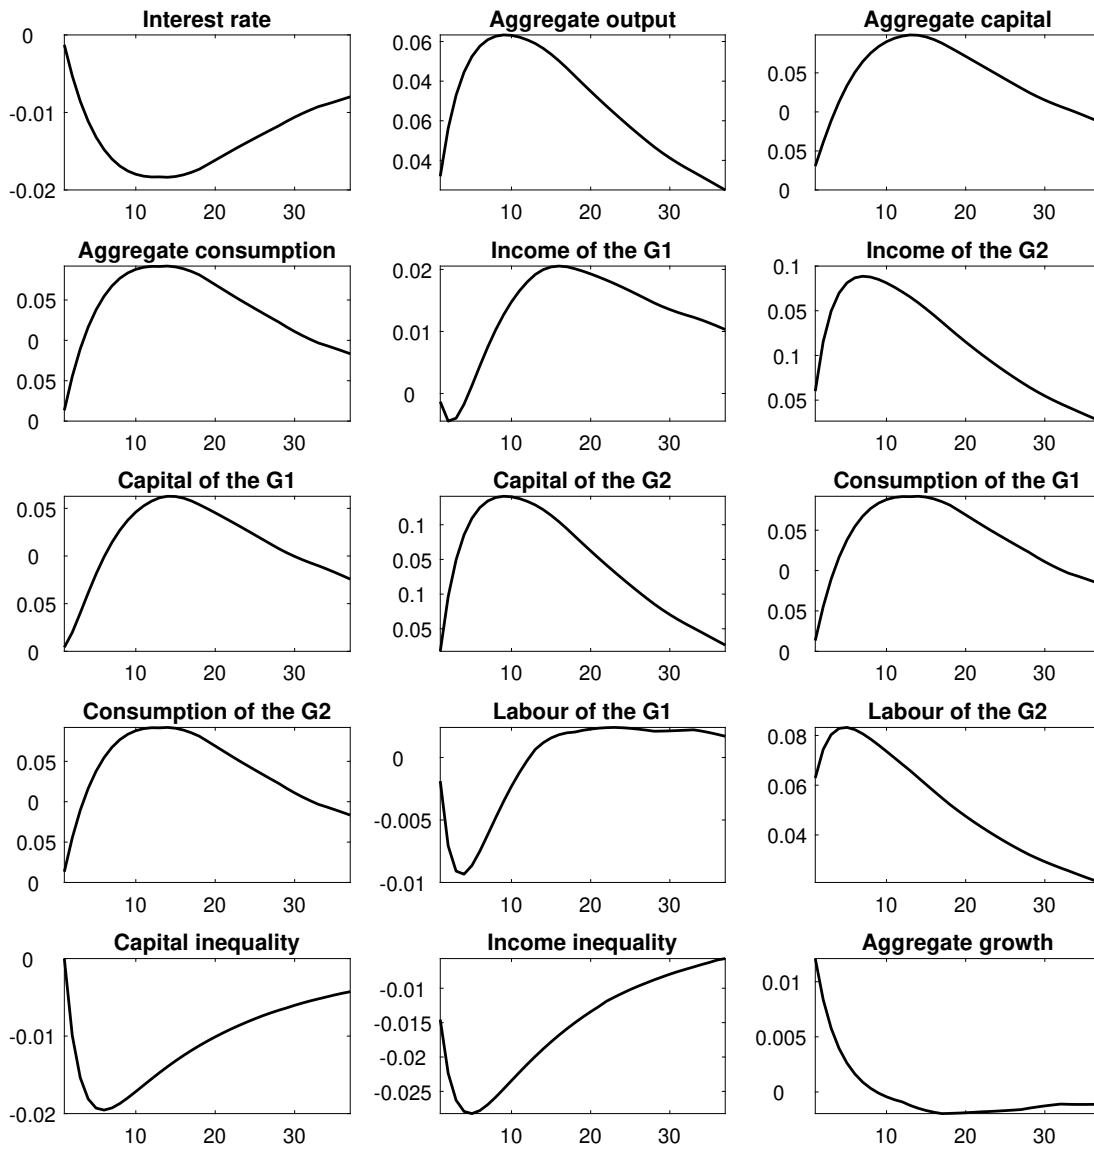 Interest rate Aggregate output Aggregate capital
0 0.06
0.05
-0.01 0.04 0
0.06 0.05
0.04
-0.02 0
10 20 30 10 20 30 10 20 30
Aggregate consumption Income of the G1 Income of the G2
0.02 0.1
0.05 0.05
0 0.01
0.1
0.05 0
0.05
0
10 20 30 10 20 30 10 20 30
Capital of the G1 Capital of the G2 Consumption of the G1
0.05 0.1 0.05
0 0.05 0
0.1
0.05 0.05
0.05
0 0
10 20 30 10 20 30 10 20 30
Consumption of the G2 Labour of the G1 Labour of the G2
0.05 0 0.08
0 0.06
-0.005
0.05 0.04
0 -0.01
10 20 30 10 20 30 10 20 30
Capital inequality Income inequality Aggregate growth
0 0.01
-0.01
-0.015 0.005
-0.01
-0.02
-0.025 0
-0.02
10 20 30 10 20 30 10 20 30